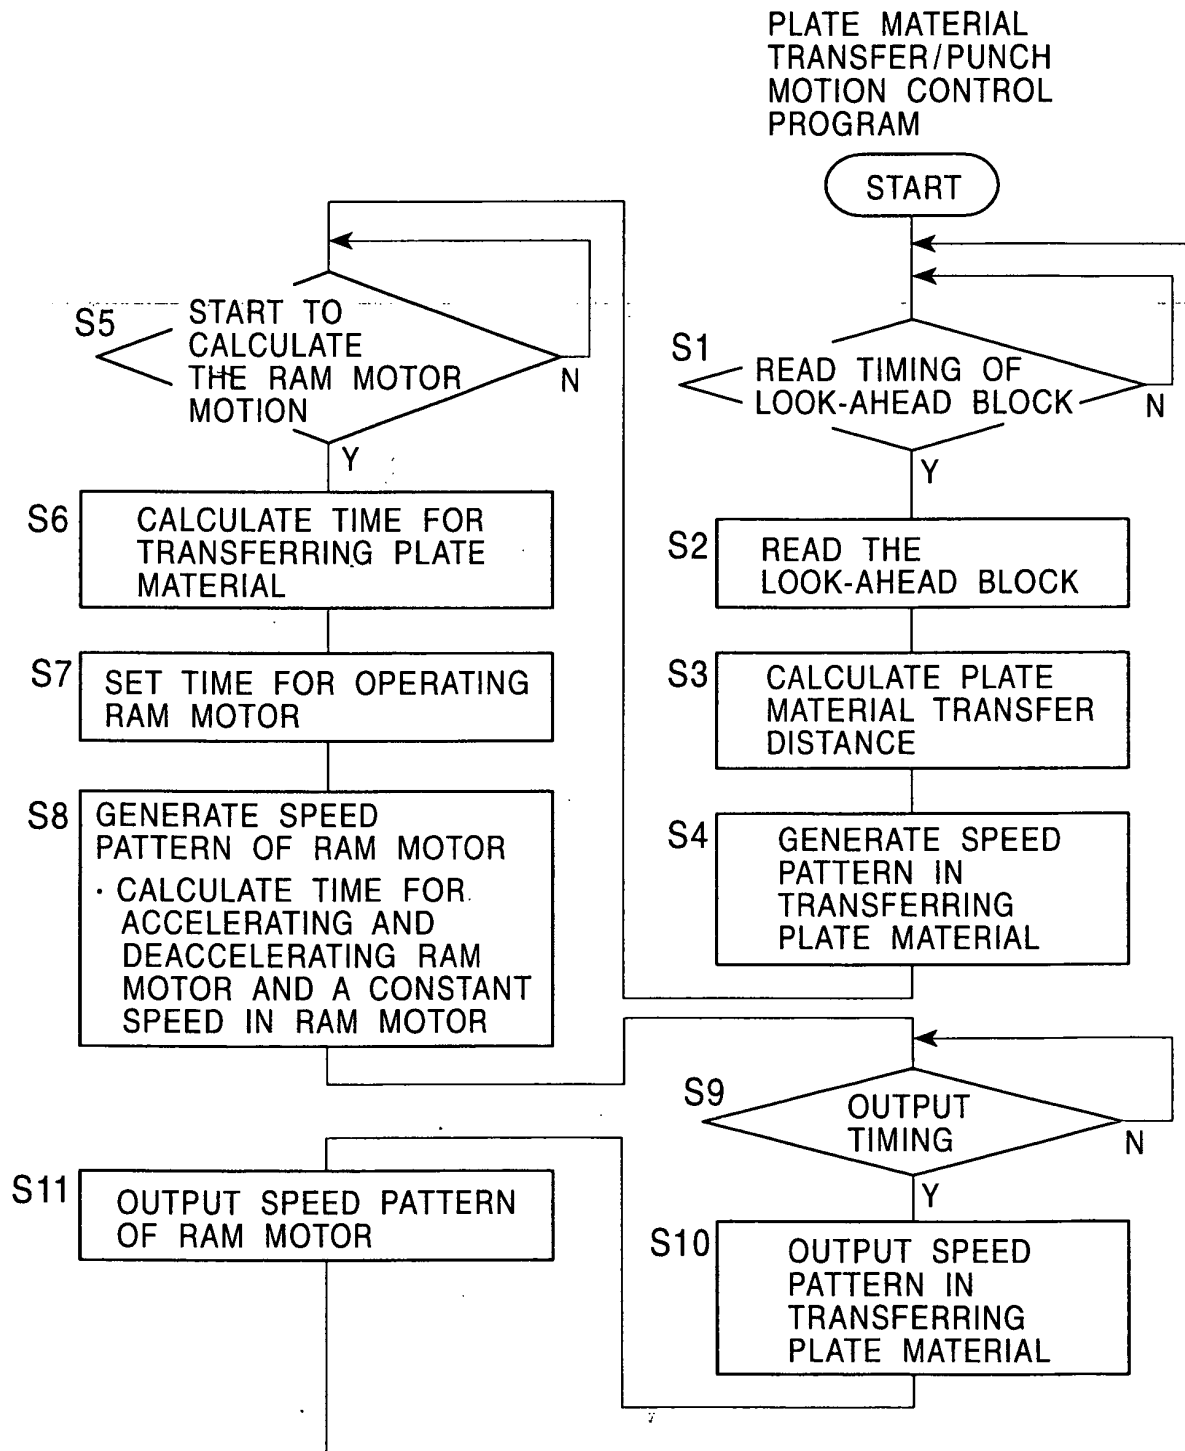 PLATE MATERIAL
TRANSFER/PUNCH
MOTION CONTROL
PROGRAM
START
S1
READ TIMING OF
LOOK-AHEAD BLOCK
N
Y
S2
READ THE
LOOK-AHEAD BLOCK
S3
CALCULATE PLATE
MATERIAL TRANSFER
DISTANCE
S4
GENERATE SPEED
PATTERN IN
TRANSFERRING
PLATE MATERIAL
S5
START TO
CALCULATE
THE RAM MOTOR
MOTION
N
Y
S6
CALCULATE TIME FOR
TRANSFERRING PLATE
MATERIAL
S7
SET TIME FOR OPERATING
RAM MOTOR
S8
GENERATE SPEED
PATTERN OF RAM MOTOR
· CALCULATE TIME FOR
ACCELERATING AND
DEACCELERATING RAM
MOTOR AND A CONSTANT
SPEED IN RAM MOTOR
S9
OUTPUT
TIMING
N
Y
S10
OUTPUT SPEED
PATTERN IN
TRANSFERRING
PLATE MATERIAL
S11
OUTPUT SPEED PATTERN
OF RAM MOTOR